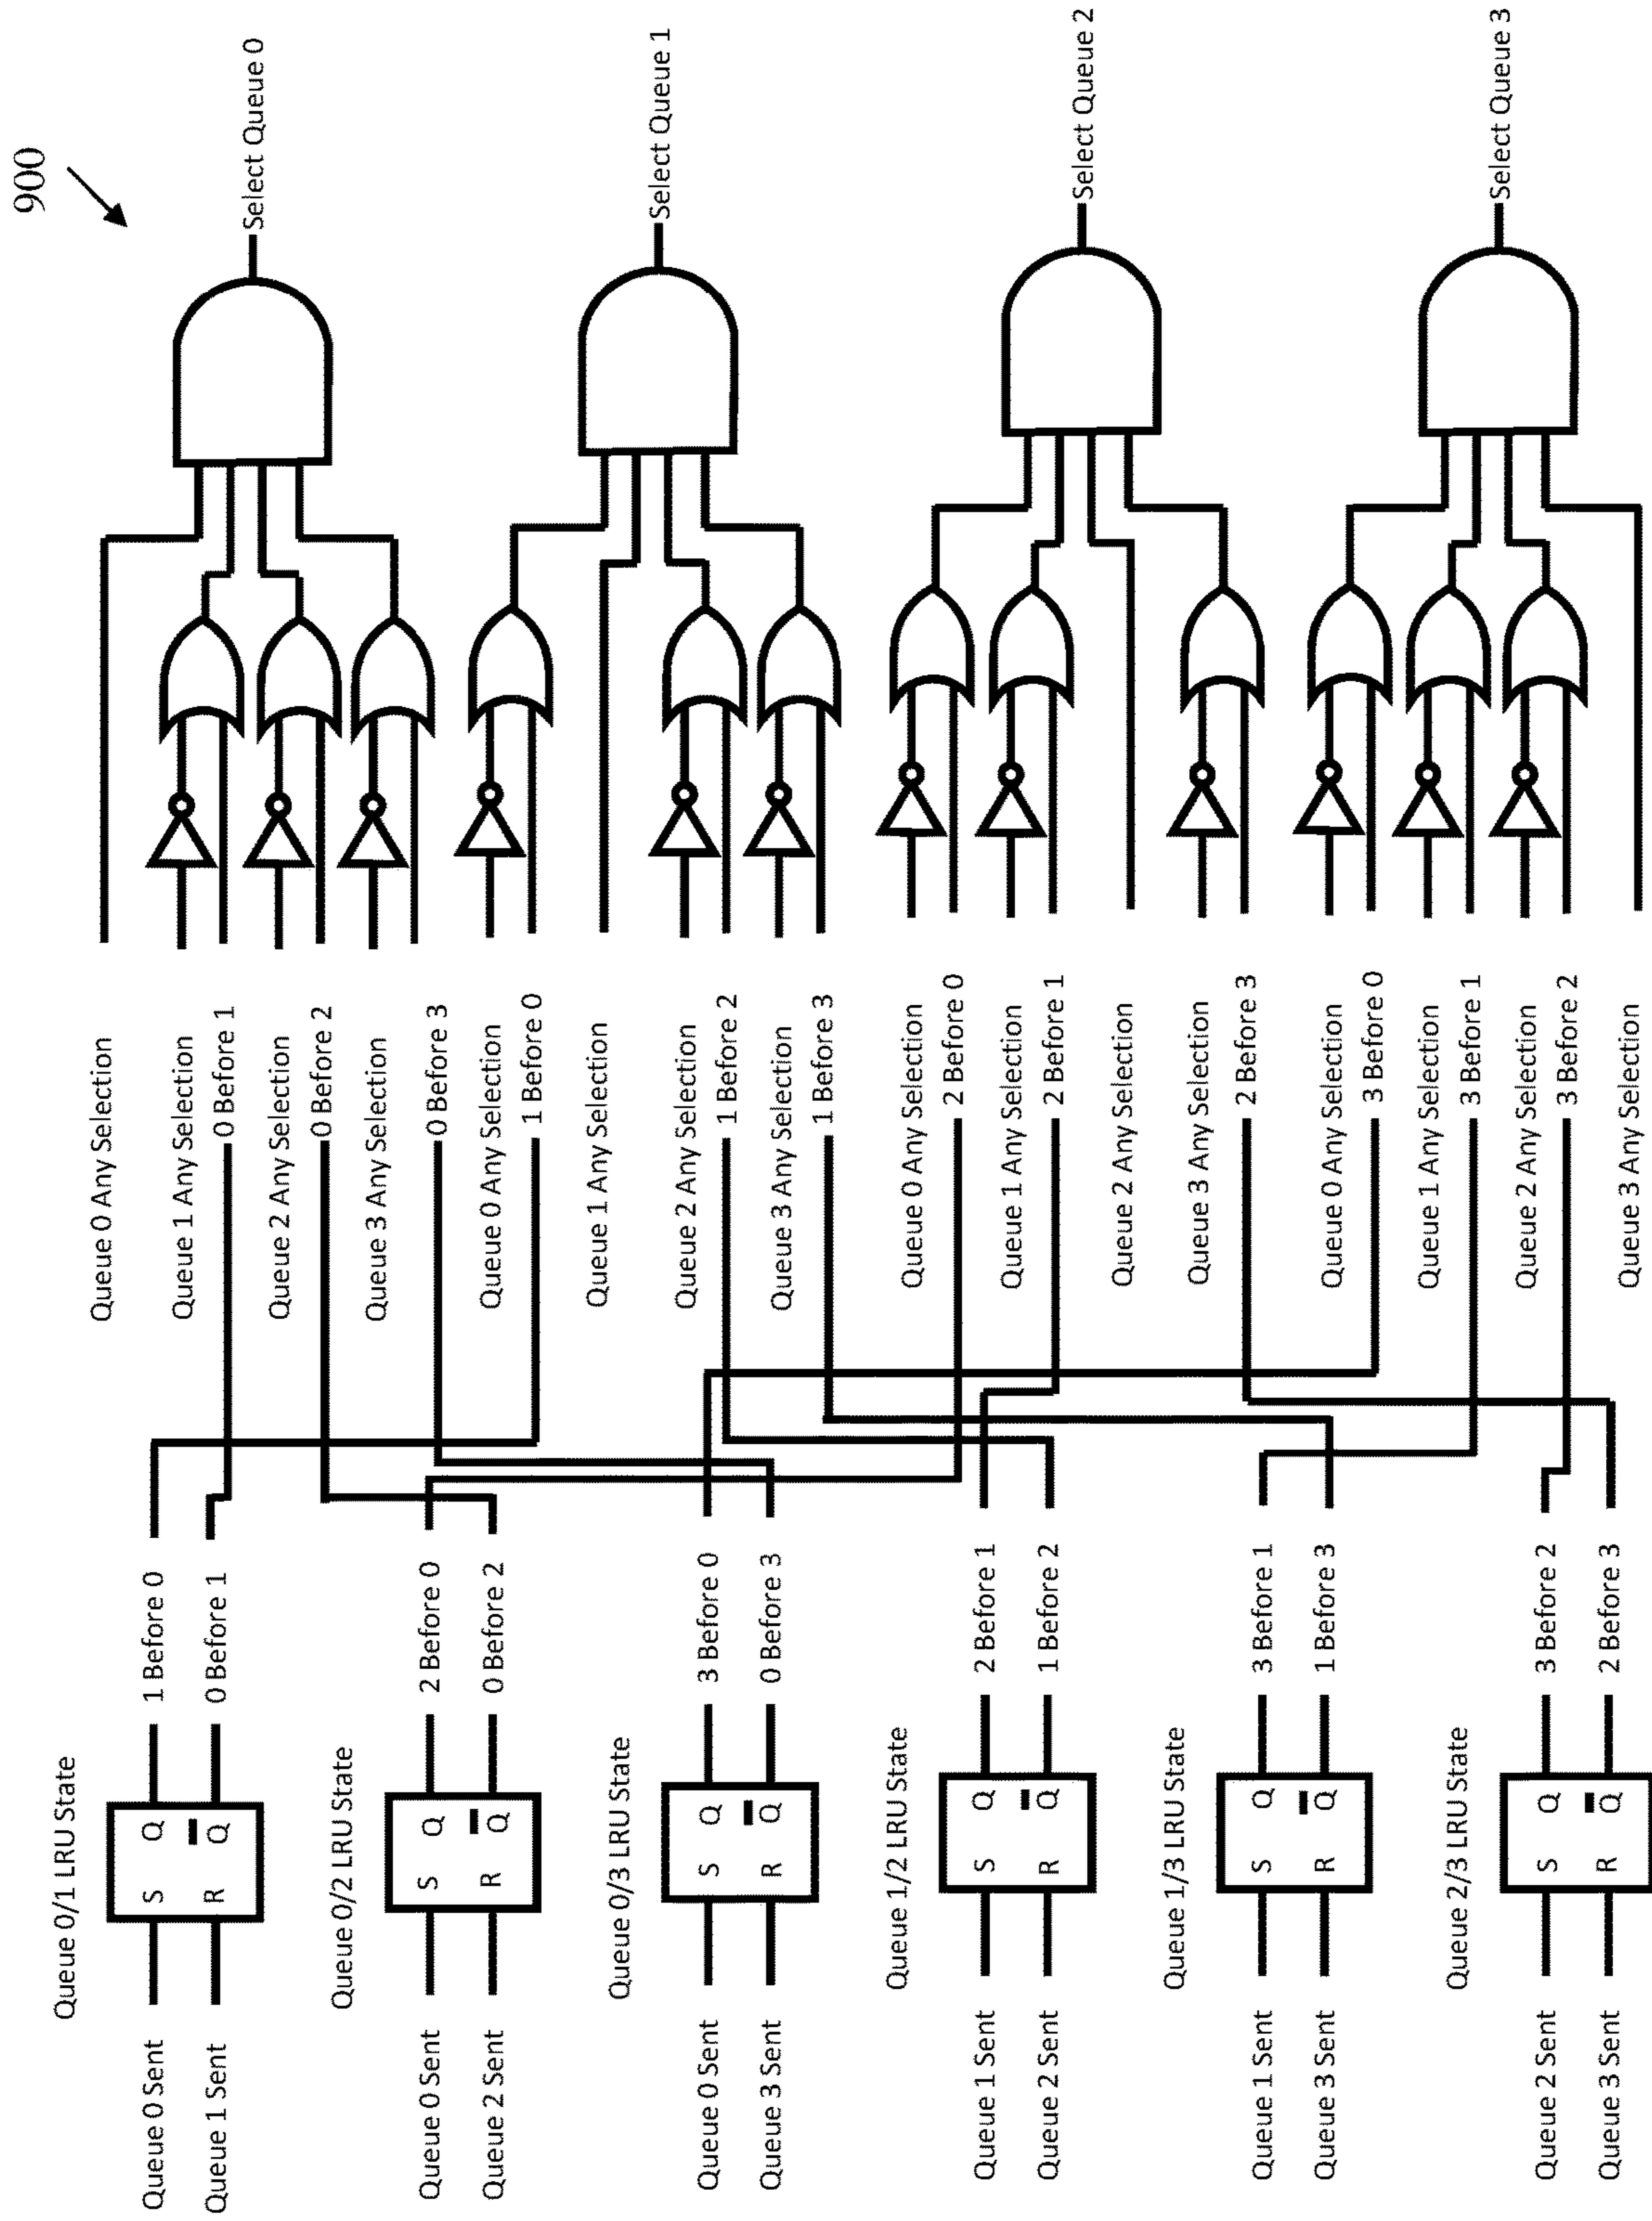 900
Queue 0/1 LRU State
Queue 0 Sent
S
Q
1 Before 0
Queue 1 Sent
R
Q
0 Before 1
Queue 0/2 LRU State
Queue 0 Sent
S
Q
2 Before 0
Queue 2 Sent
R
Q
0 Before 2
Queue 0/3 LRU State
Queue 0 Sent
S
Q
3 Before 0
Queue 3 Sent
R
Q
0 Before 3
Queue 1/2 LRU State
Queue 1 Sent
S
Q
2 Before 1
Queue 2 Sent
R
Q
1 Before 2
Queue 1/3 LRU State
Queue 1 Sent
S
Q
3 Before 1
Queue 3 Sent
R
Q
1 Before 3
Queue 2/3 LRU State
Queue 2 Sent
S
Q
3 Before 2
Queue 3 Sent
R
Q
2 Before 3
Queue 0 Any Selection
Queue 1 Any Selection
0 Before 1
Queue 2 Any Selection
0 Before 2
Queue 3 Any Selection
0 Before 3
Queue 0 Any Selection
1 Before 0
Queue 1 Any Selection
Queue 2 Any Selection
1 Before 2
Queue 3 Any Selection
1 Before 3
Queue 0 Any Selection
2 Before 0
Queue 1 Any Selection
2 Before 1
Queue 2 Any Selection
Queue 3 Any Selection
2 Before 3
Queue 0 Any Selection
3 Before 0
Queue 1 Any Selection
3 Before 1
Queue 2 Any Selection
3 Before 2
Queue 3 Any Selection
Select Queue 0
Select Queue 1
Select Queue 2
Select Queue 3